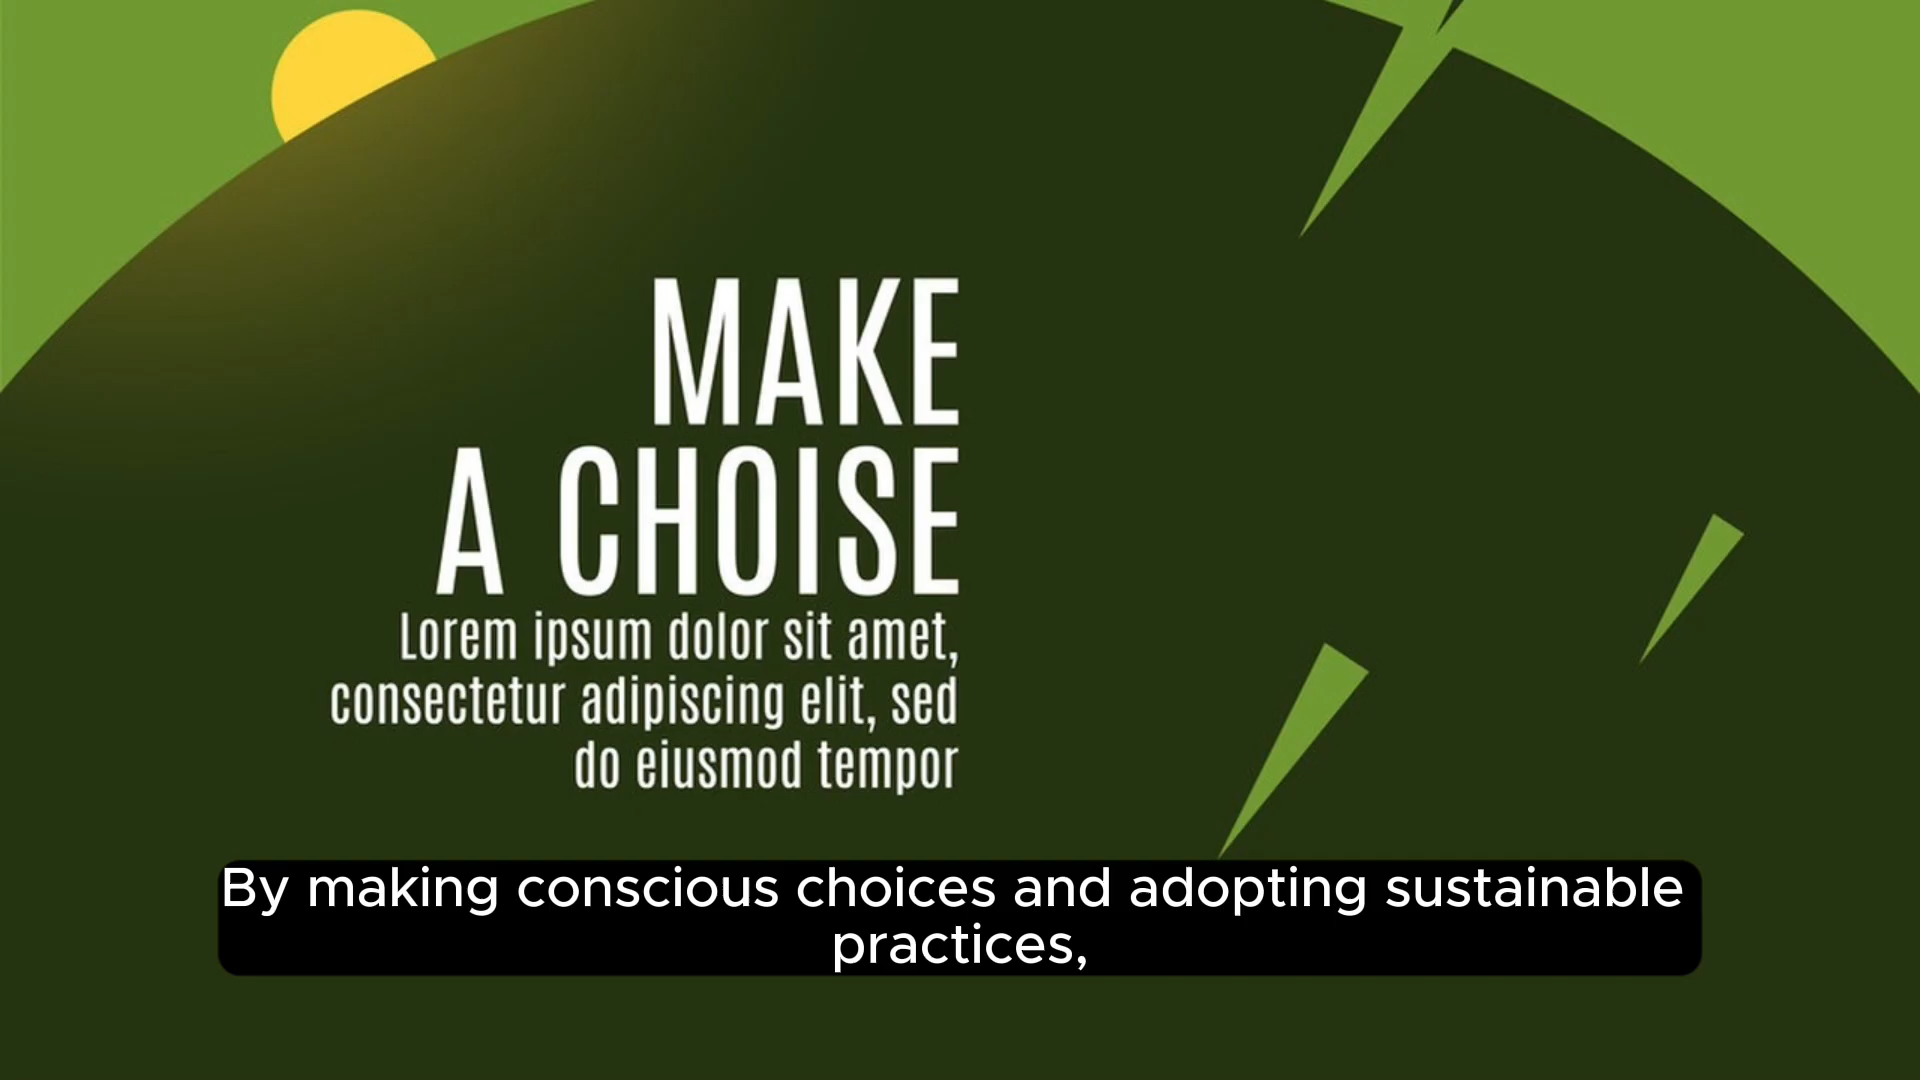 MAKE
A CHOISE
Lorem ipsum dolor sit amet,
consectetur adipiscing elit, sed
do eiusmod tempor
By making conscious choices and adopting sustainable
practices,